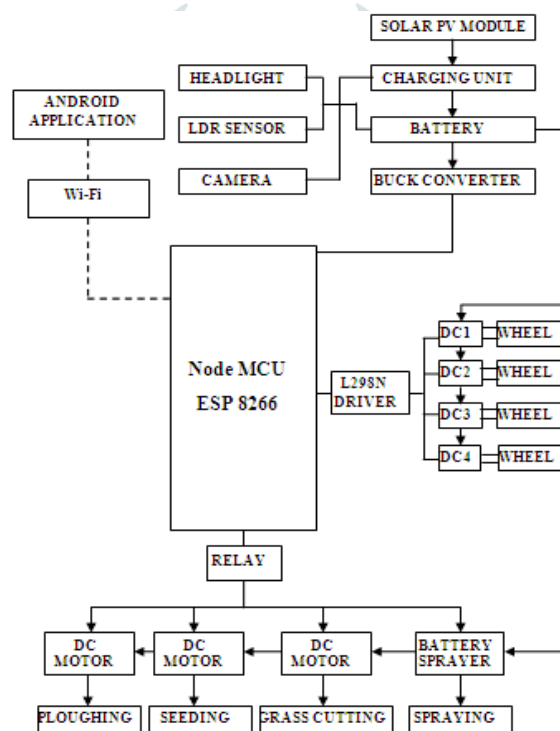 SOLAR PV MODULE
HEADLIGHT
CHARGING UNIT
ANDROID
APPLICATION
LDR SENSOR
BATTERY
CAMERA
BUCK CONVERTER
Wi-Fi
Node MCU
ESP 8266
L298N
DRIVER
DC1
WHEEL
DC2
WHEEL
DC3
WHEEL
DC4
WHEEL
RELAY
DC
MOTOR
DC
MOTOR
DC
MOTOR
BATTERY
SPRAYER
PLOUGHING
SEEDING
GRASS CUTTING
SPRAYING